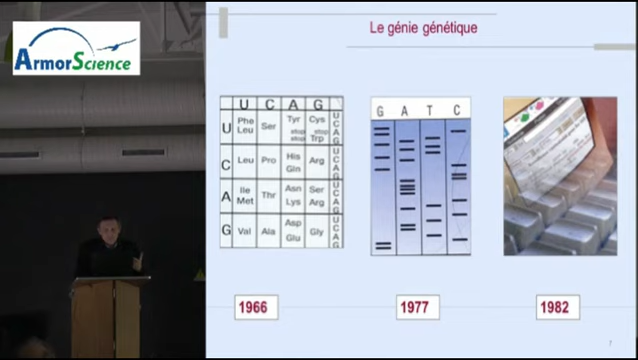 ArmorScience
Le génie génétique
U C A G
U Phe Leu Ser Tyr stop stop Cys stop Trp U C A G
C Leu Pro His Gln Arg U C A G
A Ile Met Thr Asn Lys Ser Arg U C A G
G Val Ala Asp Glu Gly U C A G
G A T C
1966
1977
1982
7